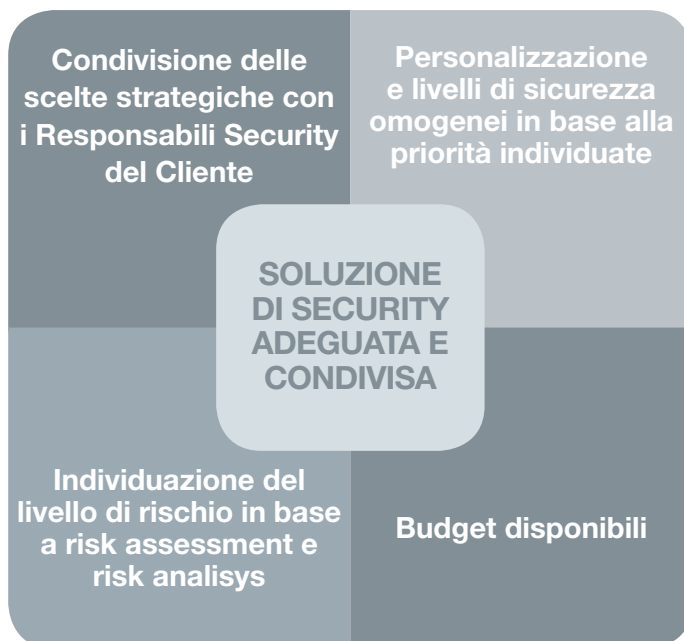 Condivisione delle
scelte strategiche con
i Responsabili Security
del Cliente
Personalizzazione
e livelli di sicurezza
omogenei in base alla
priorità individuate
SOLUZIONE
DI SECURITY
ADEGUATA E
CONDIVISA
Individuazione del
livello di rischio in base
a risk assessment e
risk analisys
Budget disponibili